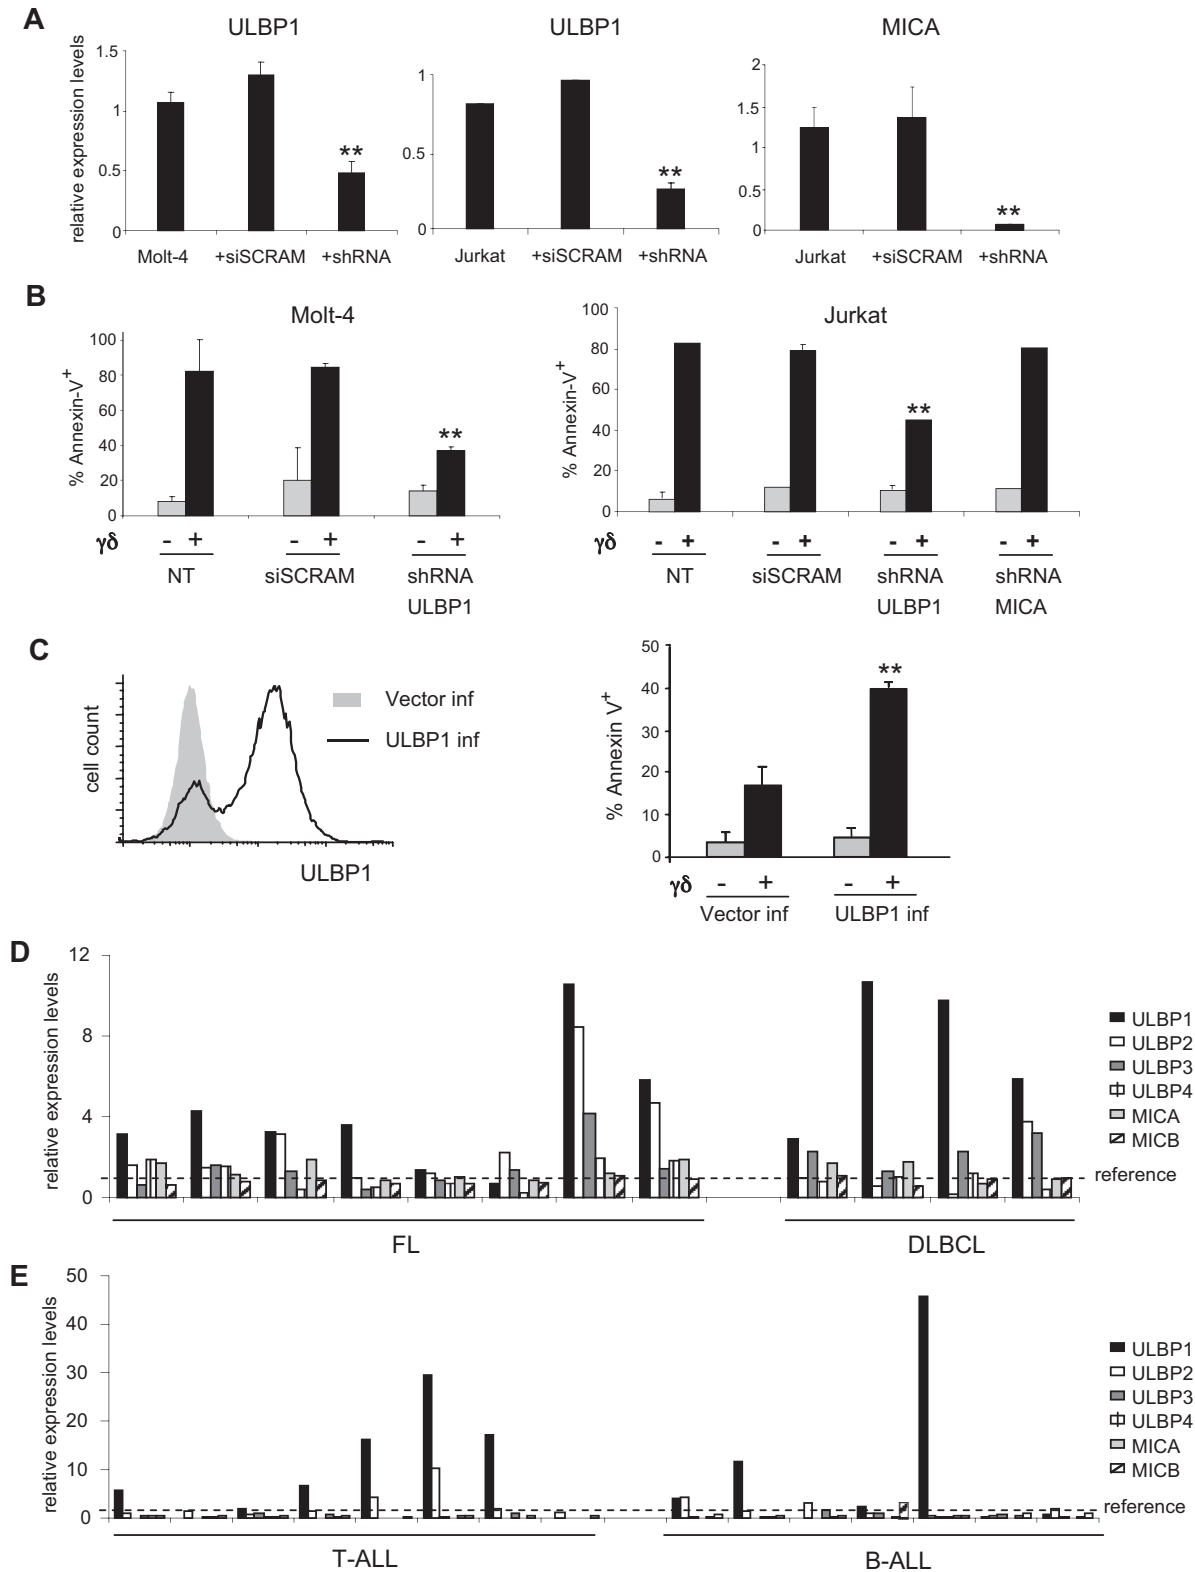 A
ULBP1
ULBP1
MICA
relative expression levels
1.5
1
0.5
0
1
0.5
0
2
1.5
1
0.5
0
**
**
**
Molt-4 +siSCRAM +shRNA
Jurkat +siSCRAM +shRNA
Jurkat +siSCRAM +shRNA
B
Molt-4
% Annexin-V+
100
80
60
40
20
0
**
γδ - + - + - +
NT siSCRAM shRNA
ULBP1
Jurkat
% Annexin-V+
100
80
60
40
20
0
**
- + - + - + - +
NT siSCRAM shRNA shRNA
ULBP1 MICA
C
cell count
Vector inf
ULBP1 inf
ULBP1
% Annexin V+
50
40
30
20
10
0
**
γδ - + - +
Vector inf ULBP1 inf
D
relative expression levels
12
8
4
0
ULBP1
ULBP2
ULBP3
ULBP4
MICA
MICB
reference
FL DLBCL
E
relative expression levels
50
40
30
20
10
0
ULBP1
ULBP2
ULBP3
ULBP4
MICA
MICB
reference
T-ALL B-ALL